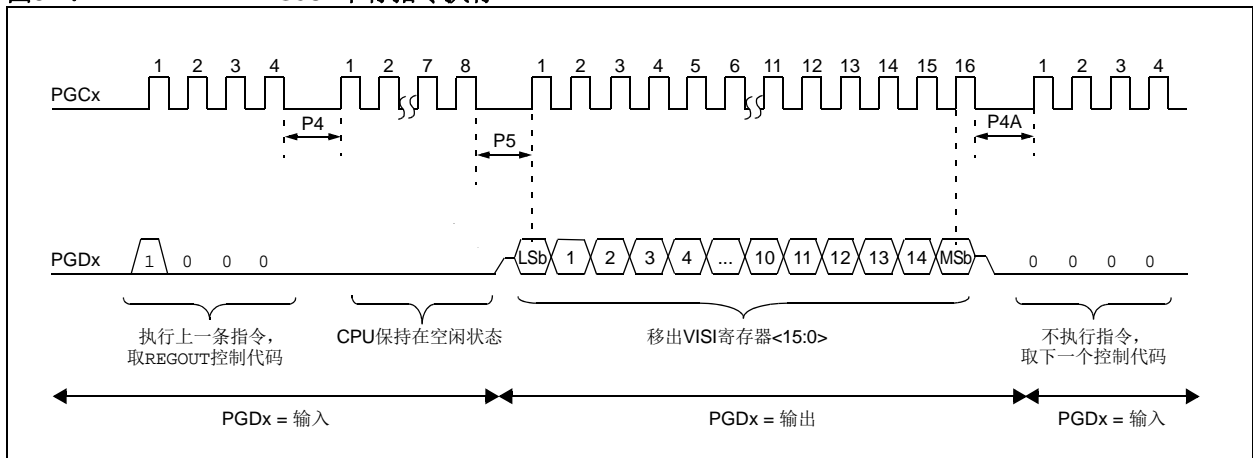 PGCx
1 2 3 4 1 2 7 8 1 2 3 4 5 6 11 12 13 14 15 16 1 2 3 4
P4
P5
P4A
PGDx
1 0 0 0 LSb 1 2 3 4 ... 10 11 12 13 14 MSb 0 0 0 0
执行上一条指令,
取REGOUT控制代码
CPU保持在空闲状态
移出VISI寄存器<15:0>
不执行指令,
取下一个控制代码
PGDx = 输入
PGDx = 输出
PGDx = 输入